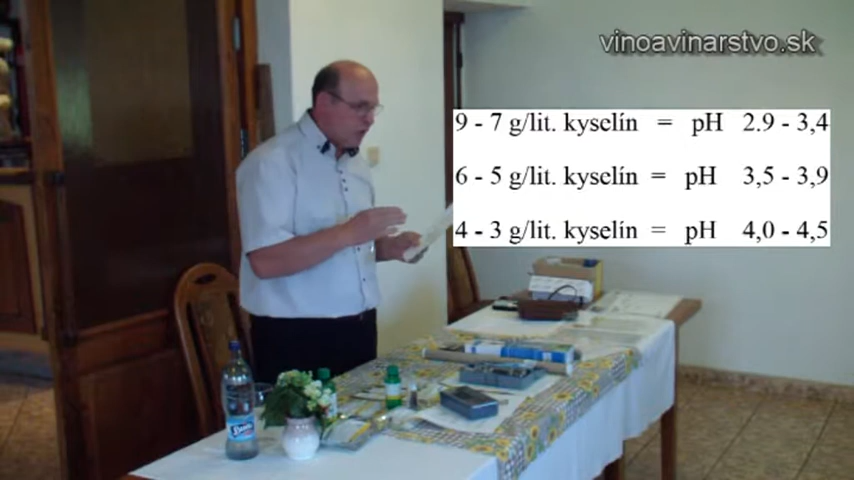 vinoavinarstvo.sk
9 - 7 g/lit. kyselín = pH 2.9 - 3,4
6 - 5 g/lit. kyselín = pH 3,5 - 3,9
4 - 3 g/lit. kyselín = pH 4,0 - 4,5